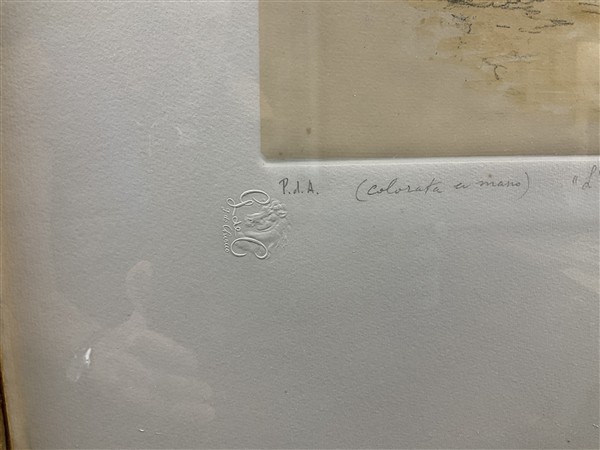 P.d.A. (colorata a mano) "L'